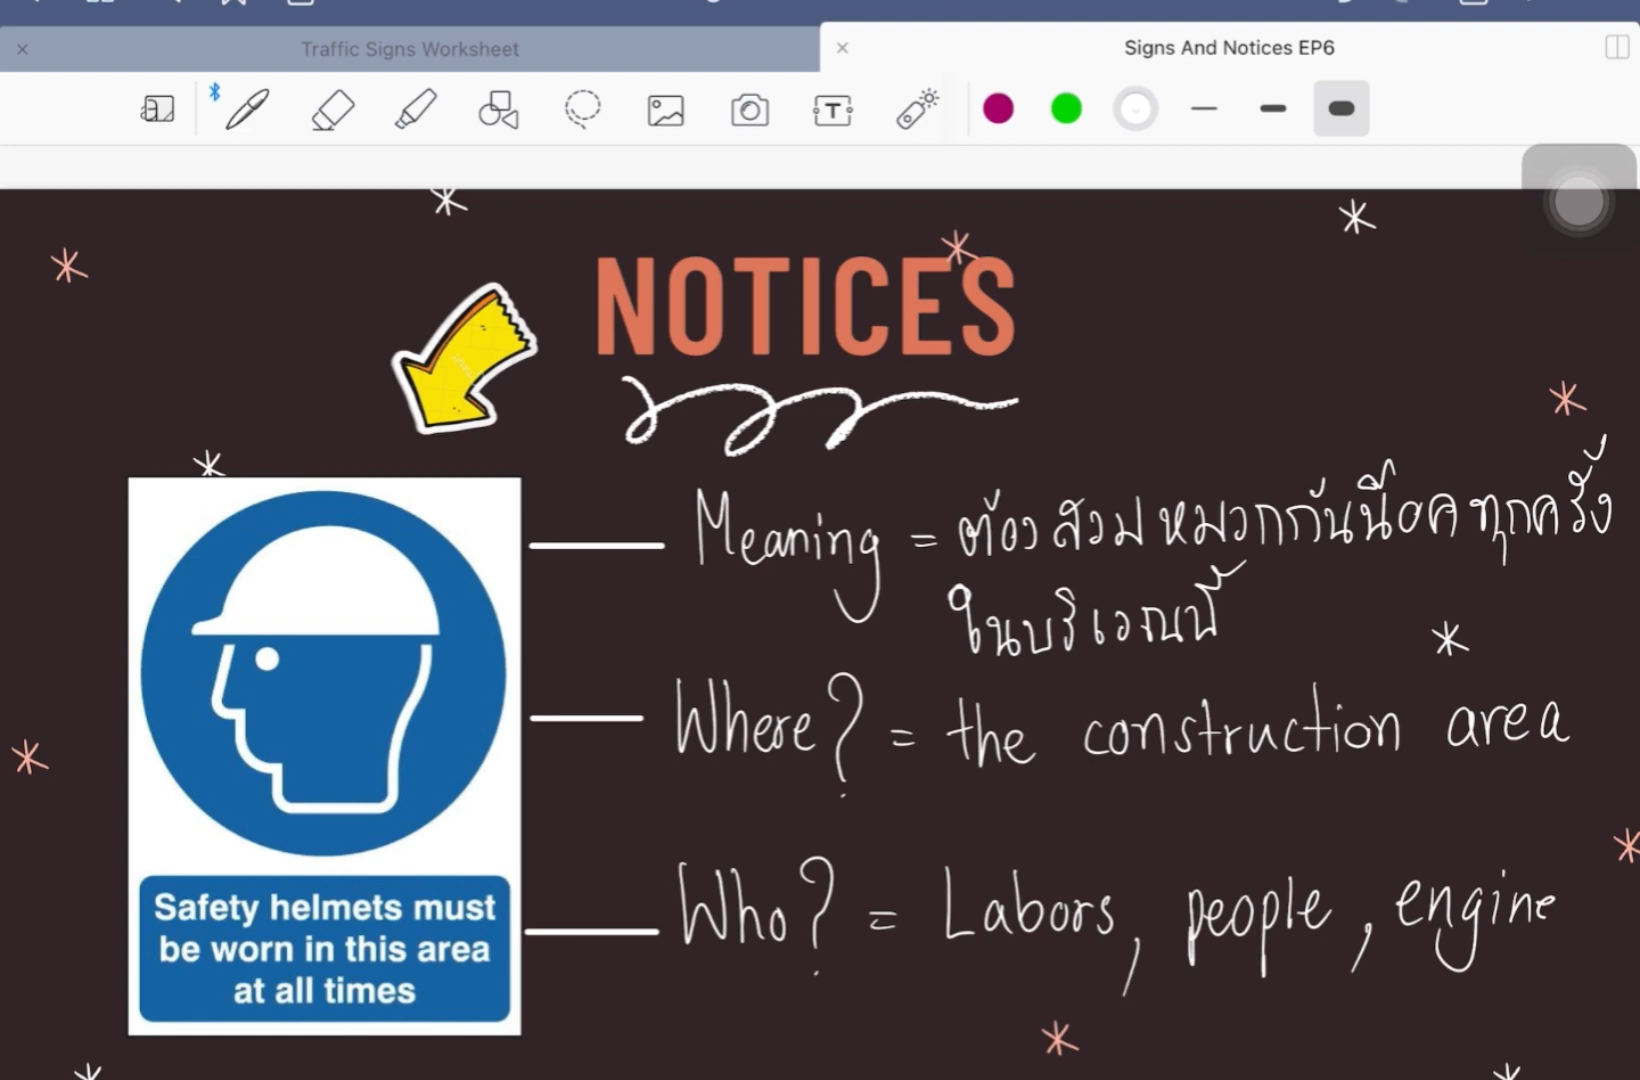 Traffic Signs Worksheet
Signs And Notices EP6
NOTICES
Meaning = ต้องสวมหมวกกันน๊อคทุกครั้ง
ในบริเวณนี้
Where? = the construction area
Who? = Labors, people, engine
Safety helmets must
be worn in this area
at all times